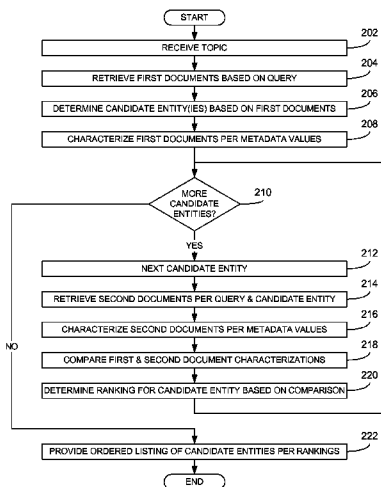 START
202
RECEIVE TOPIC
204
RETRIEVE FIRST DOCUMENTS BASED ON QUERY
206
DETERMINE CANDIDATE ENTITY(IES) BASED ON FIRST DOCUMENTS
208
CHARACTERIZE FIRST DOCUMENTS PER METADATA VALUES
210
MORE
CANDIDATE
ENTITIES?
YES
212
NEXT CANDIDATE ENTITY
214
RETRIEVE SECOND DOCUMENTS PER QUERY & CANDIDATE ENTITY
216
CHARACTERIZE SECOND DOCUMENTS PER METADATA VALUES
218
COMPARE FIRST & SECOND DOCUMENT CHARACTERIZATIONS
220
NO
DETERMINE RANKING FOR CANDIDATE ENTITY BASED ON COMPARISON
222
PROVIDE ORDERED LISTING OF CANDIDATE ENTITIES PER RANKINGS
END